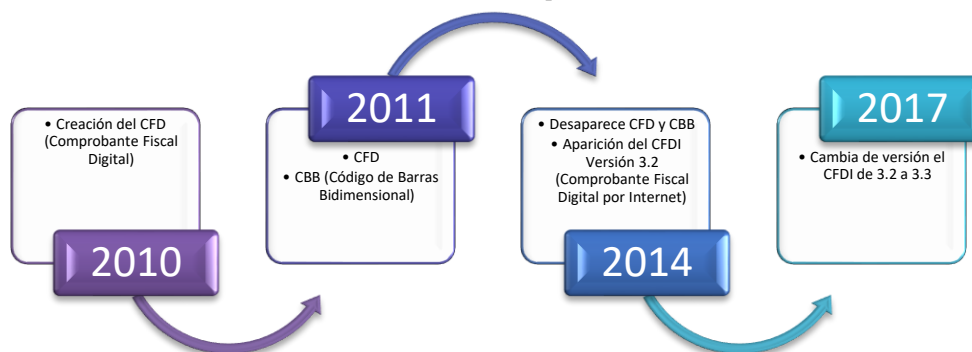 • Creación del CFD
(Comprobante Fiscal
Digital)
2010
2011
• CFD
• CBB (Código de Barras
Bidimensional)
• Desaparece CFD y CBB
• Aparición del CFDI
Versión 3.2
(Comprobante Fiscal
Digital por Internet)
2014
2017
• Cambia de versión el
CFDI de 3.2 a 3.3